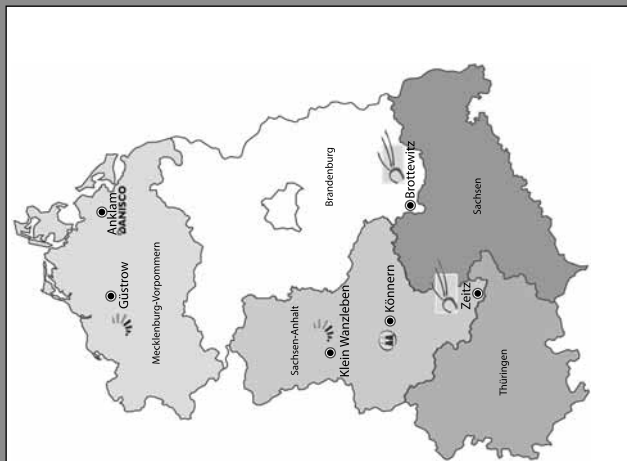 Anklam
DANISCO
Güstrow
Mecklenburg-Vorpommern
Brandenburg
Sachsen-Anhalt
Klein Wanzleben
Könnern
Brottewitz
Sachsen
Zeitz
Thüringen